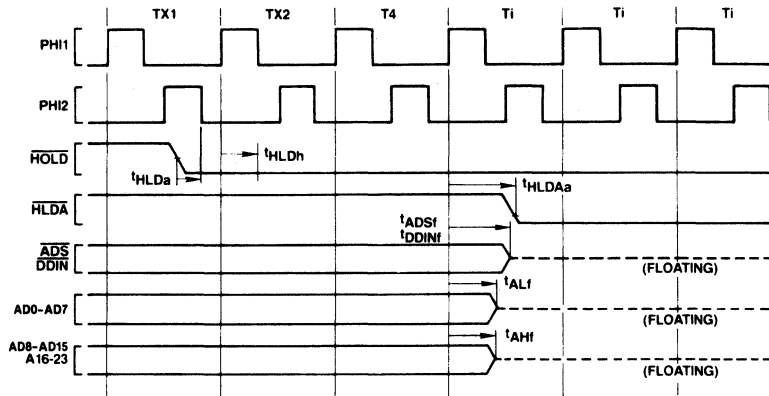 TX1 TX2 T4 Ti Ti Ti
PHI1
PHI2
HOLD
tHLDa
tHLDh
HLDA
tHLDAa
ADS
DDIN
tADSf
tDDINf
(FLOATING)
AD0-AD7
tALf
(FLOATING)
AD8-AD15
A16-23
tAHf
(FLOATING)